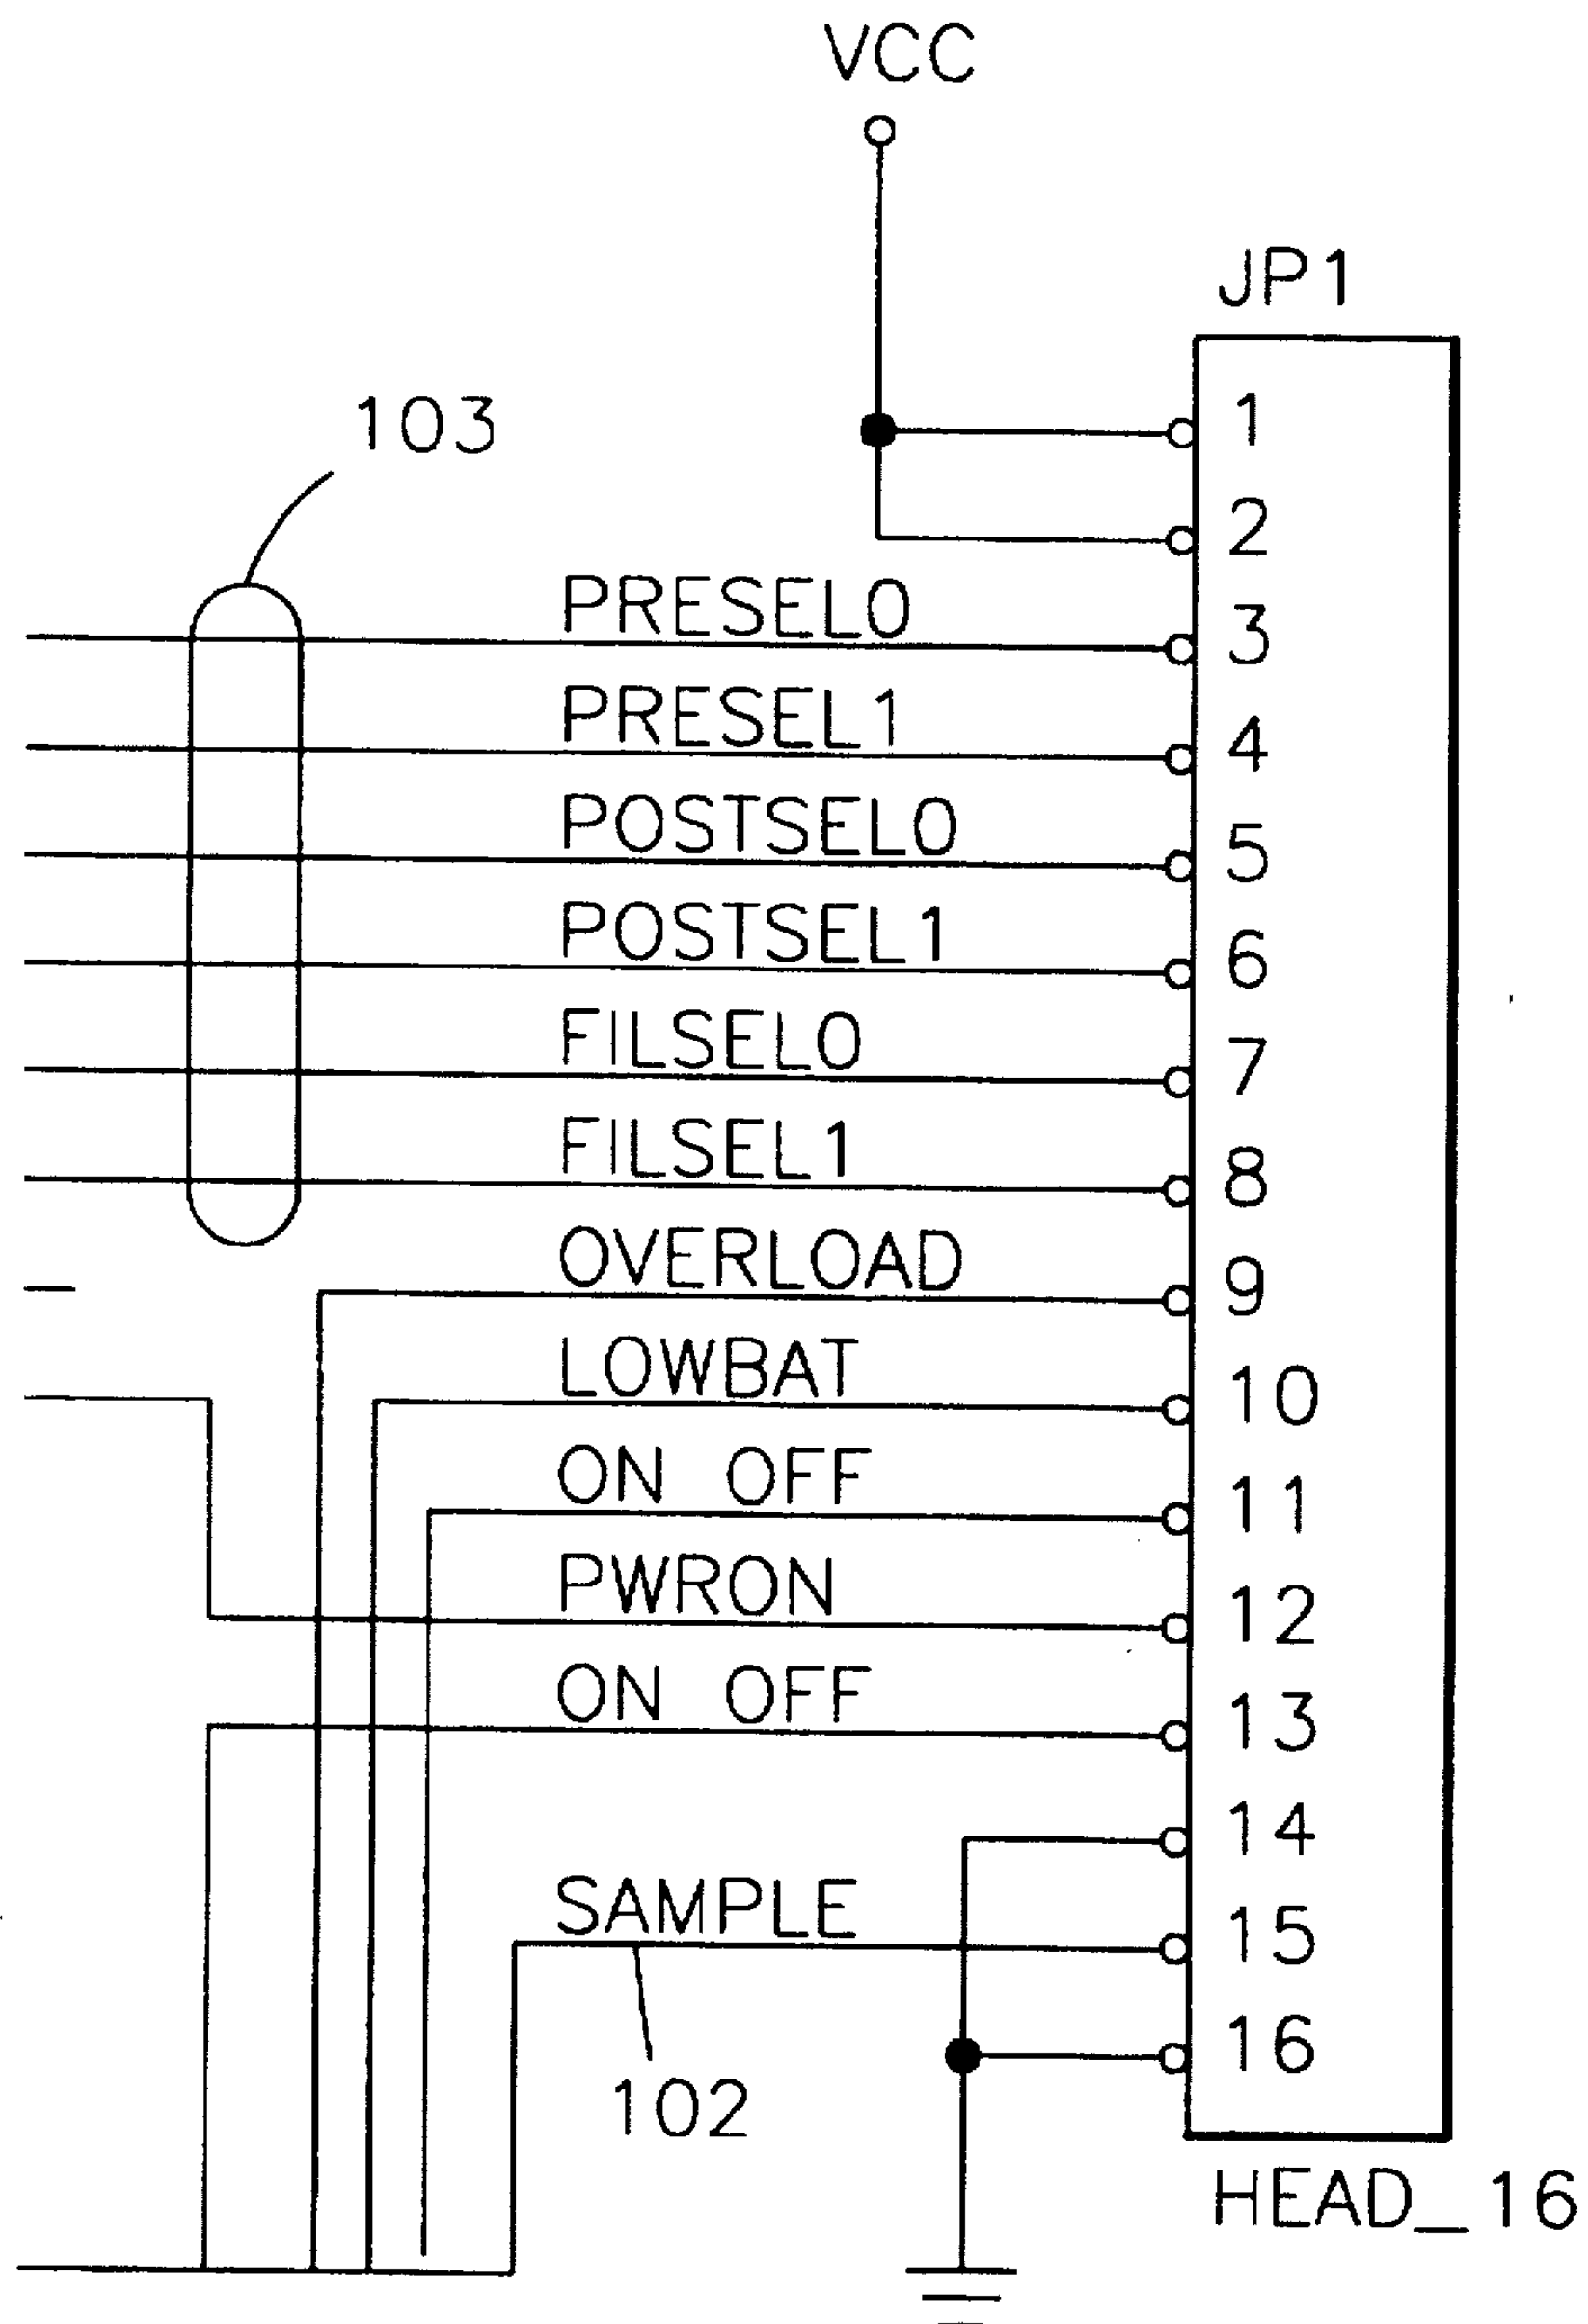 VCC
JP1
103
1
2
PRESEL0
3
PRESEL1
4
POSTSEL0
5
POSTSEL1
6
FILSEL0
7
FILSEL1
8
OVERLOAD
9
LOWBAT
10
ON OFF
11
PWRON
12
ON OFF
13
14
SAMPLE
15
16
102
HEAD_16